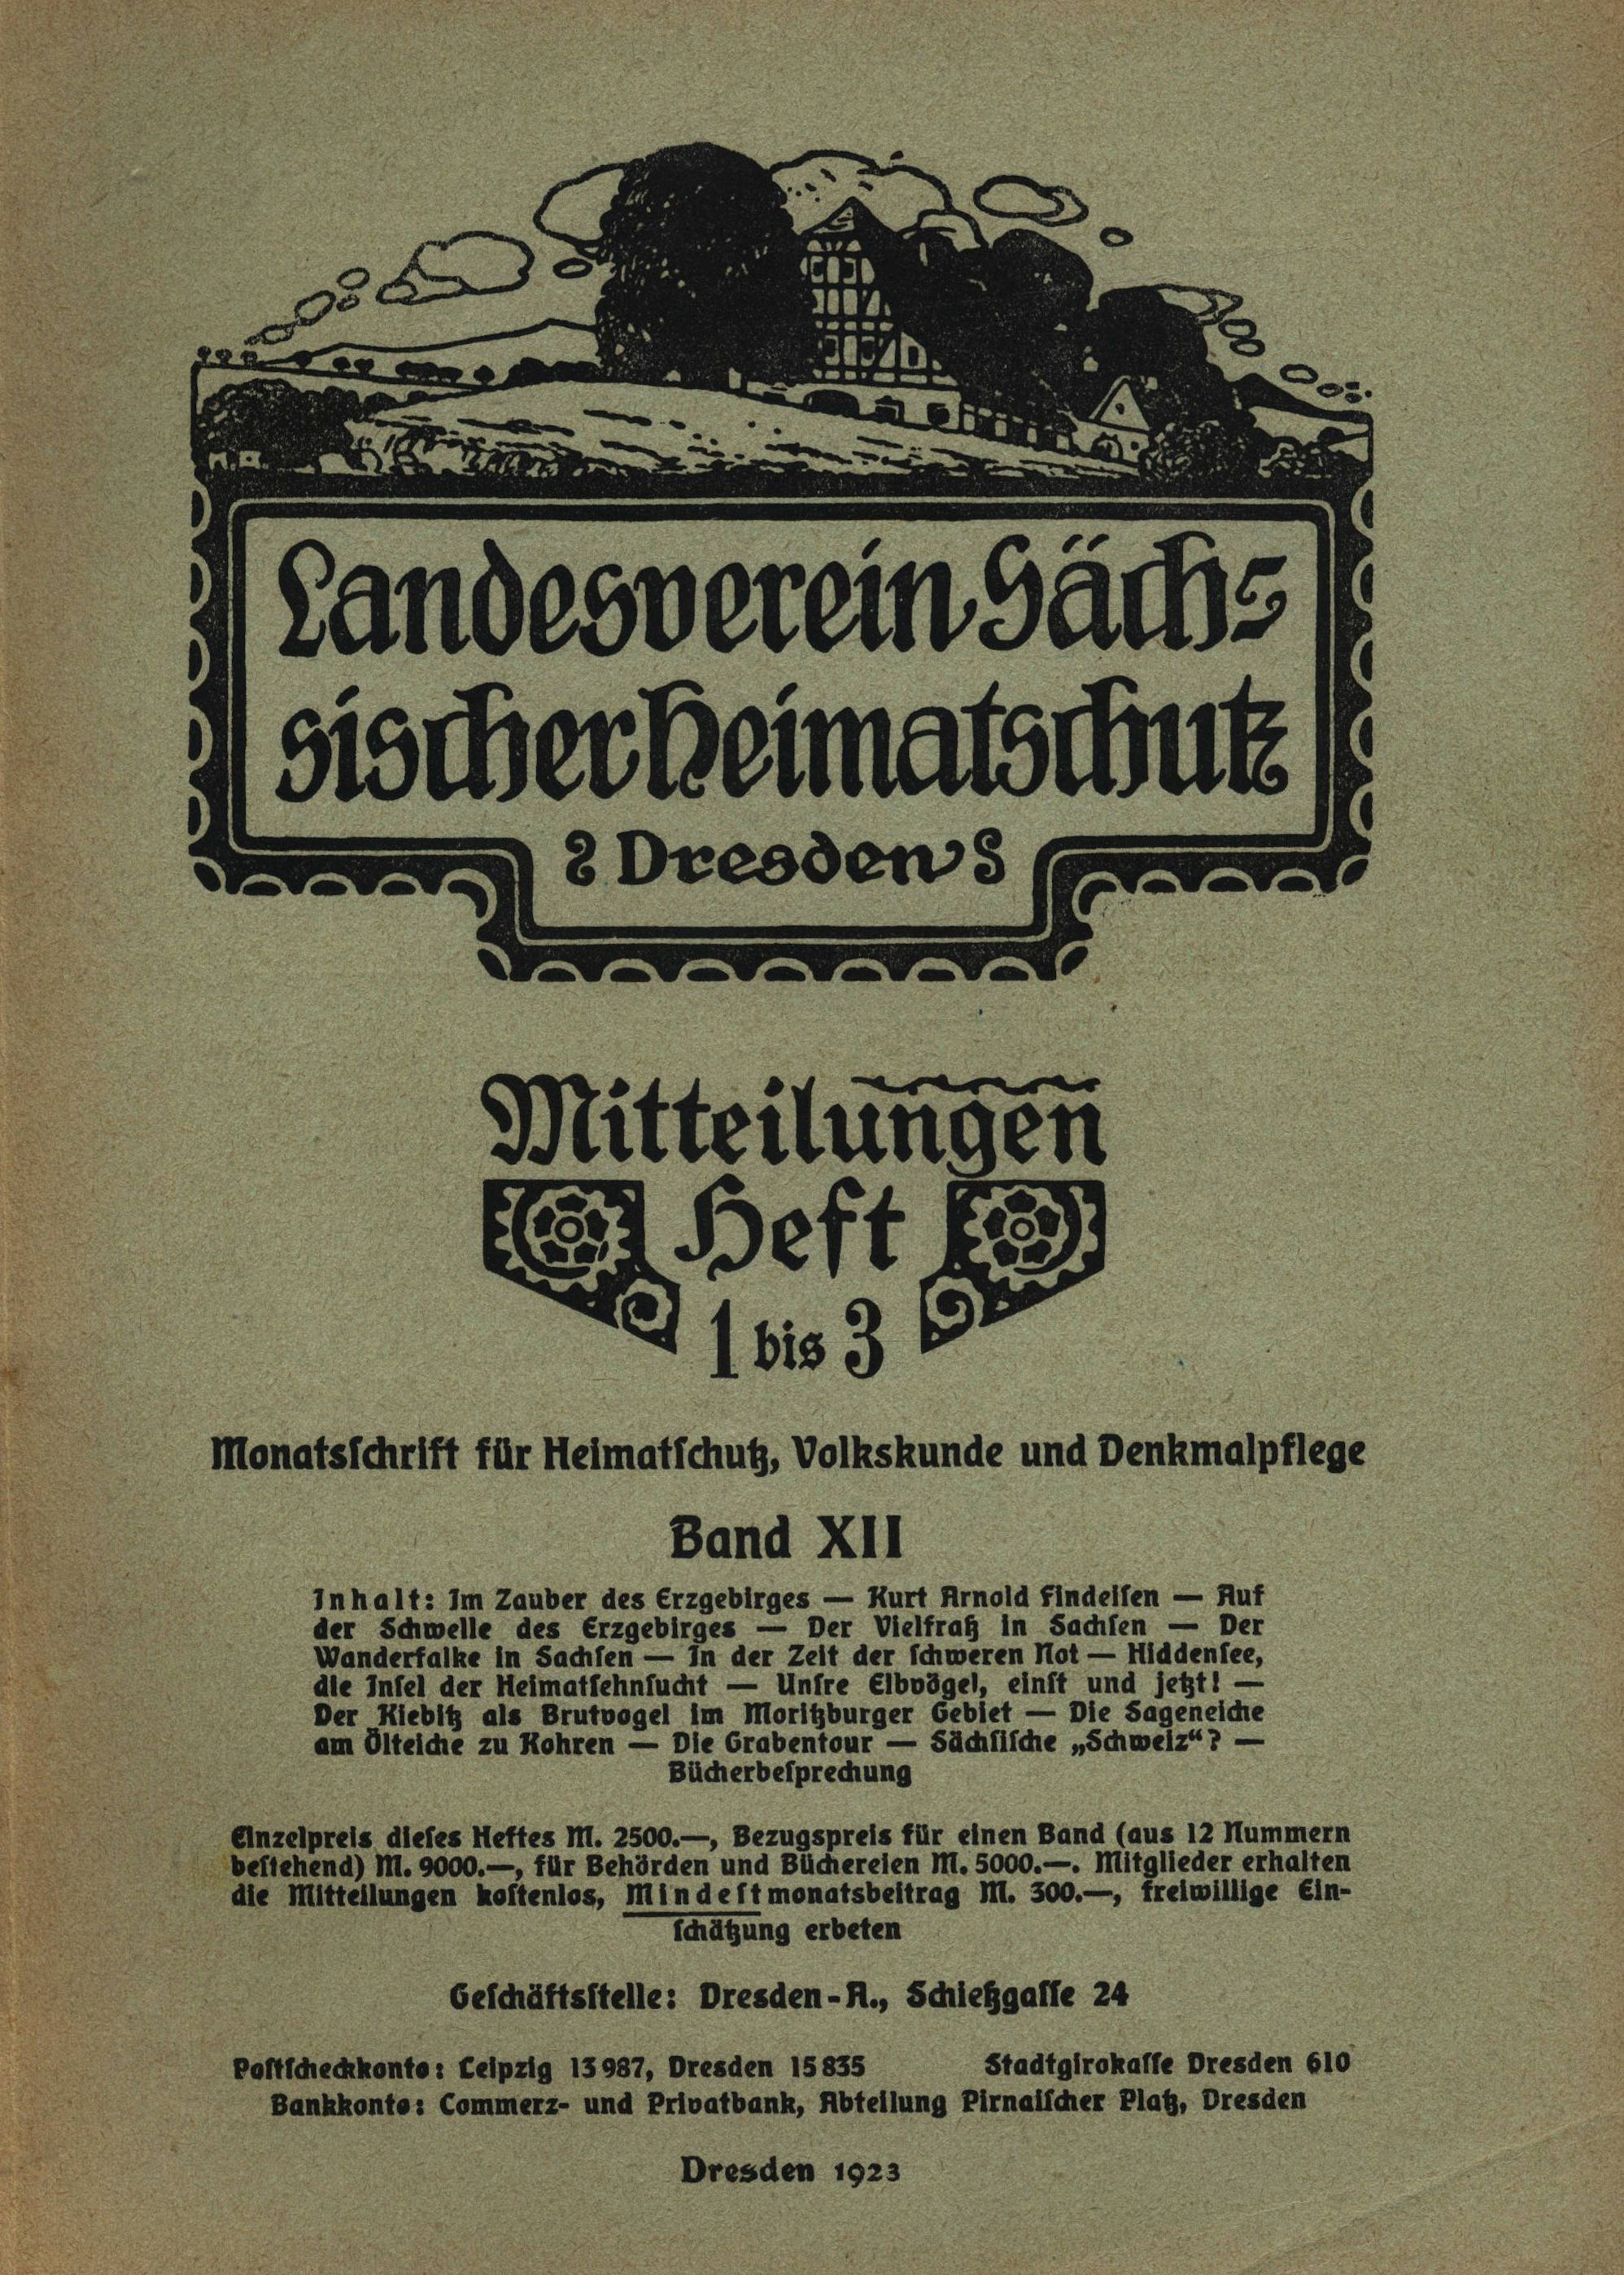 Landesverein Säch-
sischer Heimatschutz
Dresden
Mitteilungen
Heft
1 bis 3
Monatsſchrift für Heimatſchutz, Volkskunde und Denkmalpflege
Band XII
Inhalt: Im Zauber des Erzgebirges — Kurt Arnold Findeiſen — Auf
der Schwelle des Erzgebirges — Der Vielfraß in Sachſen — Der
Wanderfalke in Sachſen — In der Zeit der ſchweren Not — Hiddenſee,
die Inſel der Heimatſehnſucht — Unſre Elbvögel, einſt und jetzt! —
Der Kiebitz als Brutvogel im Moritzburger Gebiet — Die Sageneiche
am Ölteiche zu Kohren — Die Grabentour — Sächſiſche „Schweiz“? —
Bücherbeſprechung
Einzelpreis dieſes Heftes M. 2500.—, Bezugspreis für einen Band (aus 12 Nummern
beſtehend) M. 9000.—, für Behörden und Büchereien M. 5000.—. Mitglieder erhalten
die Mitteilungen koſtenlos, Mindeſtmonatsbeitrag M. 300.—, freiwillige Ein-
ſchätzung erbeten
Geſchäftsſtelle: Dresden-A., Schießgaſſe 24
Poſtſcheckkonto: Leipzig 13987, Dresden 15835 Stadtgirokaſſe Dresden 610
Bankkonto: Commerz- und Privatbank, Abteilung Pirnaiſcher Platz, Dresden
Dresden 1923